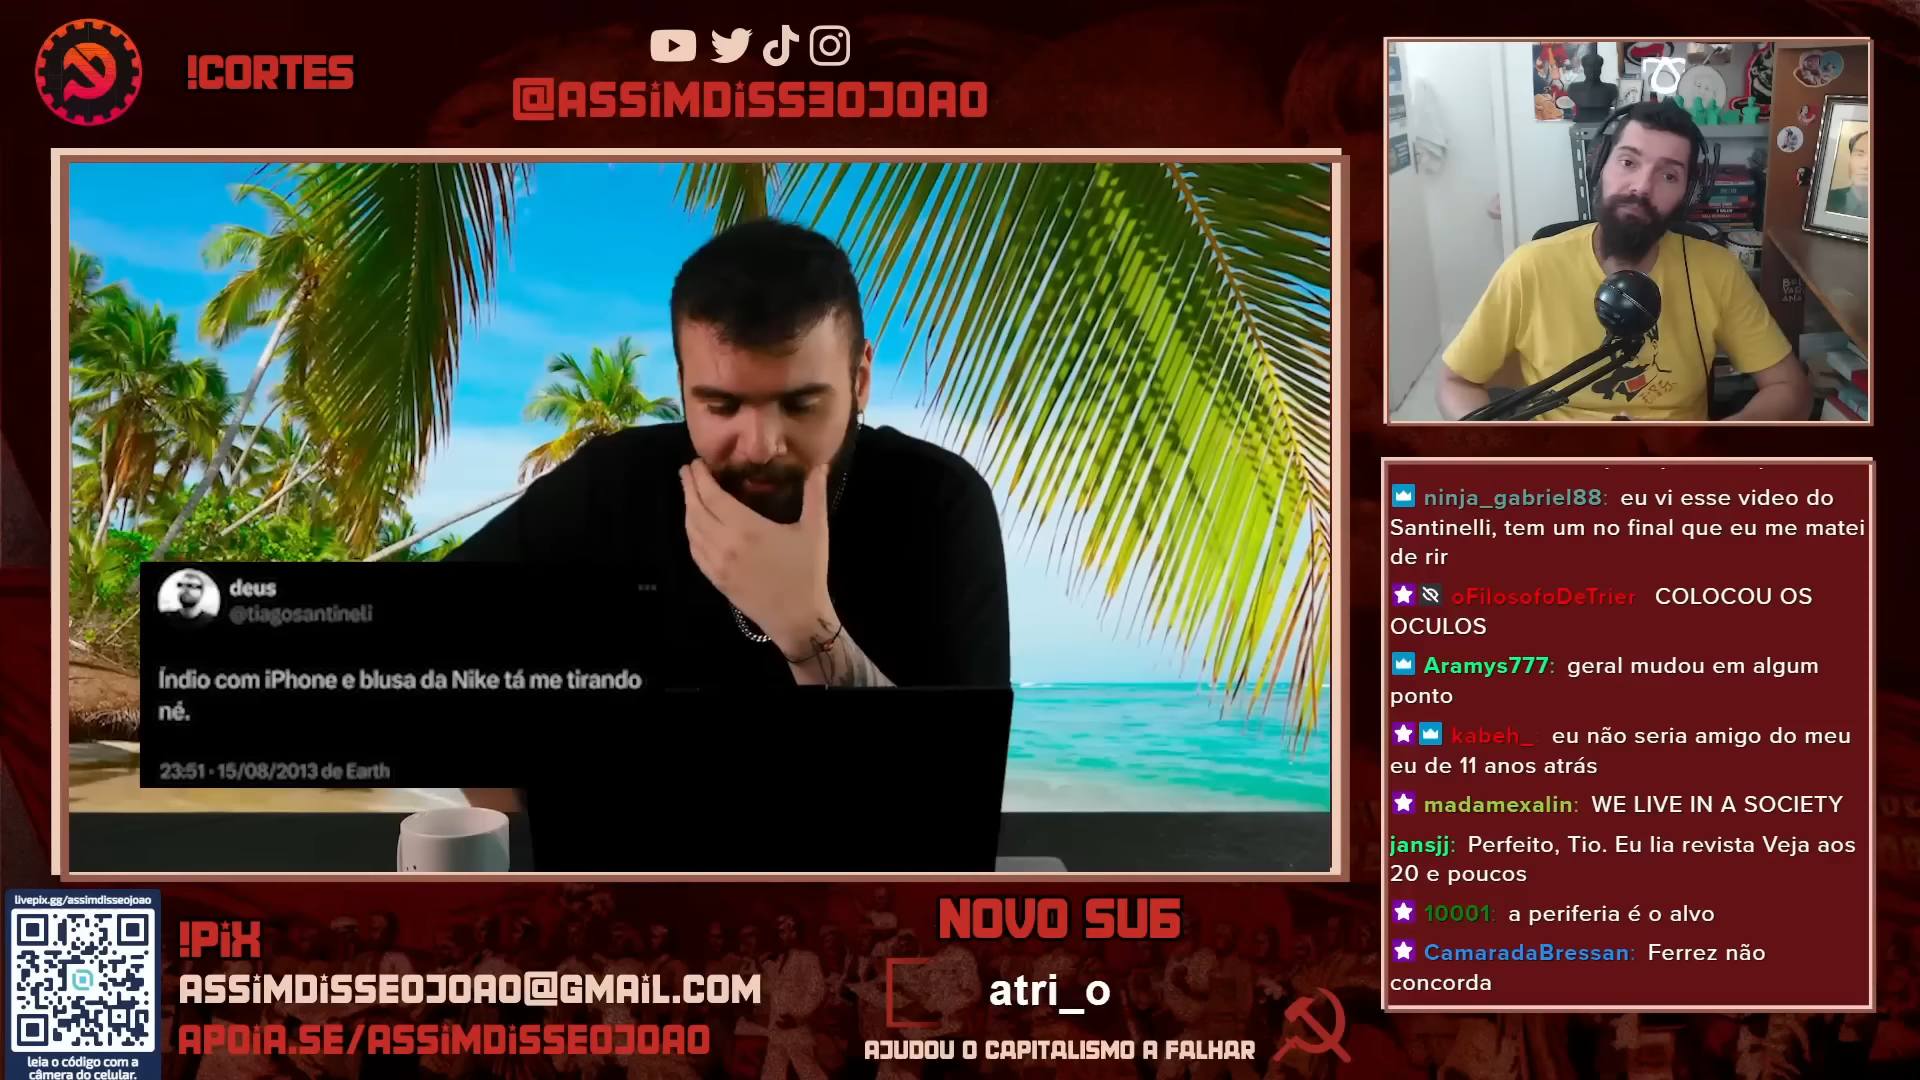 !CORTES
@ASSIMDISSEOJOAO
deus
@tiagosantineli
Índio com iPhone e blusa da Nike tá me tirando
né.
23:51 · 15/08/2013 de Earth
ninja_gabriel88: eu vi esse video do
Santinelli, tem um no final que eu me matei
de rir
oFilosofoDeTrier COLOCOU OS
OCULOS
Aramys777: geral mudou em algum
ponto
kabeh_: eu não seria amigo do meu
eu de 11 anos atrás
madamexalin: WE LIVE IN A SOCIETY
jansjj: Perfeito, Tio. Eu lia revista Veja aos
20 e poucos
10001: a periferia é o alvo
CamaradaBressan: Ferrez não
concorda
livepix.gg/assimdisseojoao
leia o código com a
câmera do celular.
!PIX
ASSIMDISSEOJOAO@GMAIL.COM
APOIA.SE/ASSIMDISSEOJOAO
NOVO SUB
atri_o
AJUDOU O CAPITALISMO A FALHAR